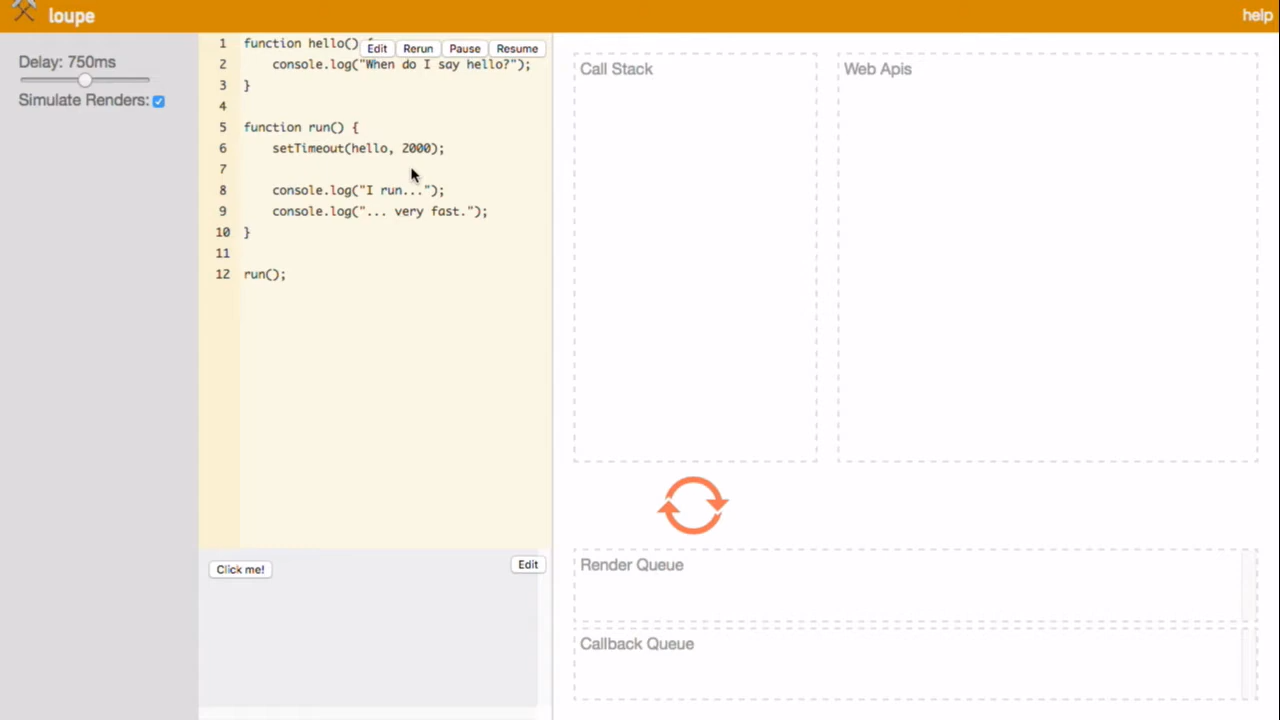 loupe
help
Delay: 750ms
Simulate Renders:
Edit
Rerun
Pause
Resume
1 function hello() {
2 console.log("When do I say hello?");
3 }
4
5 function run() {
6 setTimeout(hello, 2000);
7
8 console.log("I run...");
9 console.log("... very fast.");
10 }
11
12 run();
Click me!
Edit
Call Stack
Web Apis
Render Queue
Callback Queue